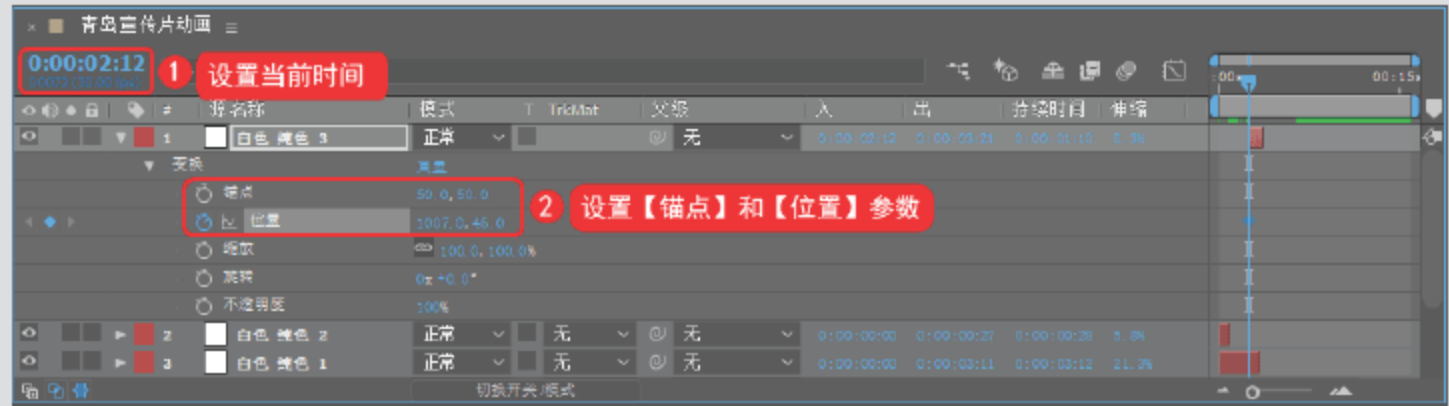 × 青岛宣传片动画 ≡
0:00:02:12 1 设置当前时间
:00 00:15s
# 源名称 模式 T TrkMat 父级 入 出 持续时间 伸缩
1 白色 纯色 3 正常 无 0:00:02:12 0:00:03:21 0:00:01:10
变换 重置
锚点 50.0,50.0
2 设置【锚点】和【位置】参数
位置 1007.0,46.0
缩放 100.0,100.0%
旋转 0x+0.0°
不透明度 100%
2 白色 纯色 2 正常 无 无 0:00:00:00 0:00:00:27 0:00:00:28 5.6%
3 白色 纯色 1 正常 无 无 0:00:00:00 0:00:03:11 0:00:03:12 21.3%
切换开关/模式